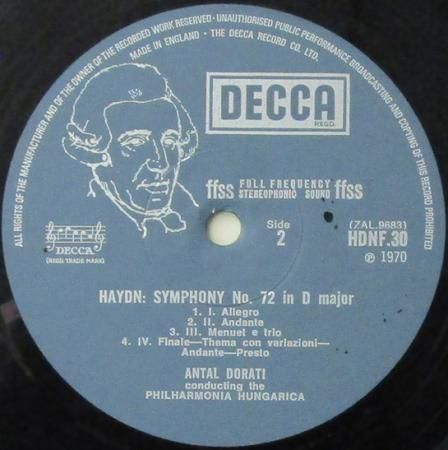 ALL RIGHTS OF THE MANUFACTURER AND OF THE OWNER OF THE RECORDED WORK RESERVED · UNAUTHORISED PUBLIC PERFORMANCE BROADCASTING AND COPYING OF THIS RECORD PROHIBITED
MADE IN ENGLAND · THE DECCA RECORD CO. LTD.
DECCA
REGD.
ffss FULL FREQUENCY STEREOPHONIC SOUND ffss
DECCA
(REGD. TRADE MARK)
Side
2
(ZAL.9683)
HDNF.30
℗ 1970
HAYDN: SYMPHONY No. 72 in D major
1. I. Allegro
2. II. Andante
3. III. Menuet e trio
4. IV. Finale—Thema con variazioni—
Andante—Presto
ANTAL DORATI
conducting the
PHILHARMONIA HUNGARICA